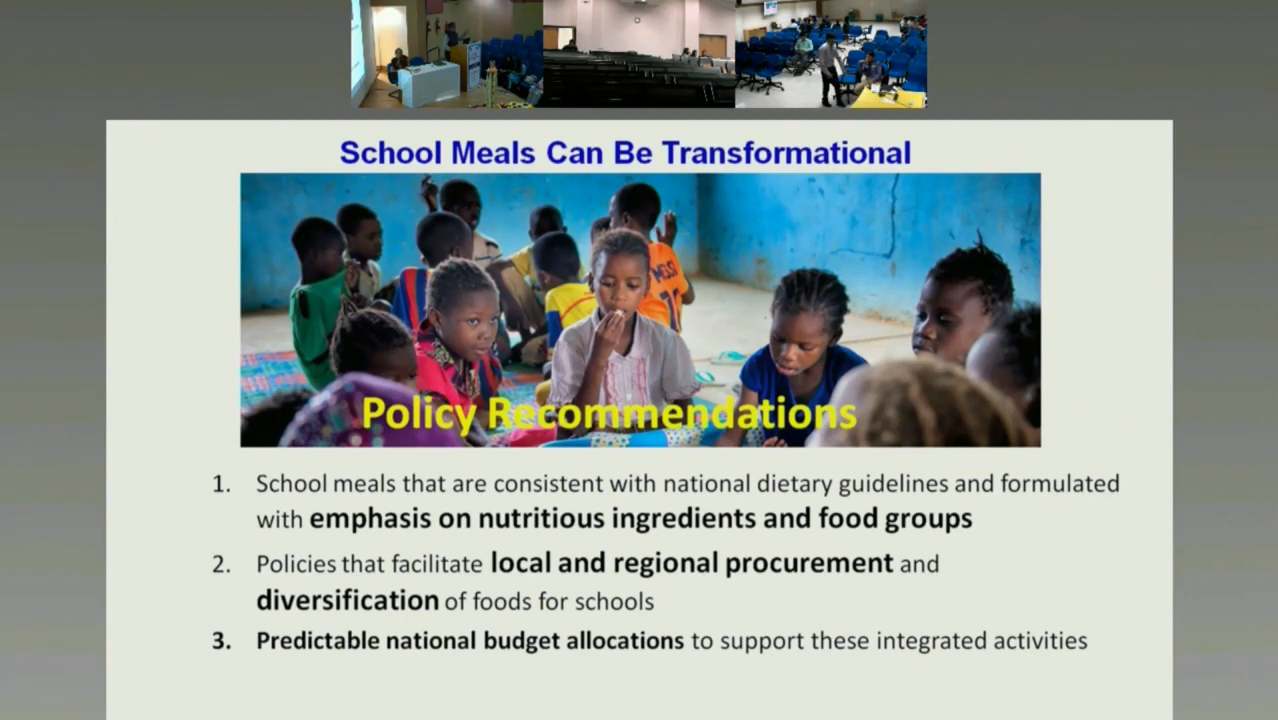 School Meals Can Be Transformational
MESSI
Policy Recommendations
1. School meals that are consistent with national dietary guidelines and formulated
with emphasis on nutritious ingredients and food groups
2. Policies that facilitate local and regional procurement and
diversification of foods for schools
3. Predictable national budget allocations to support these integrated activities